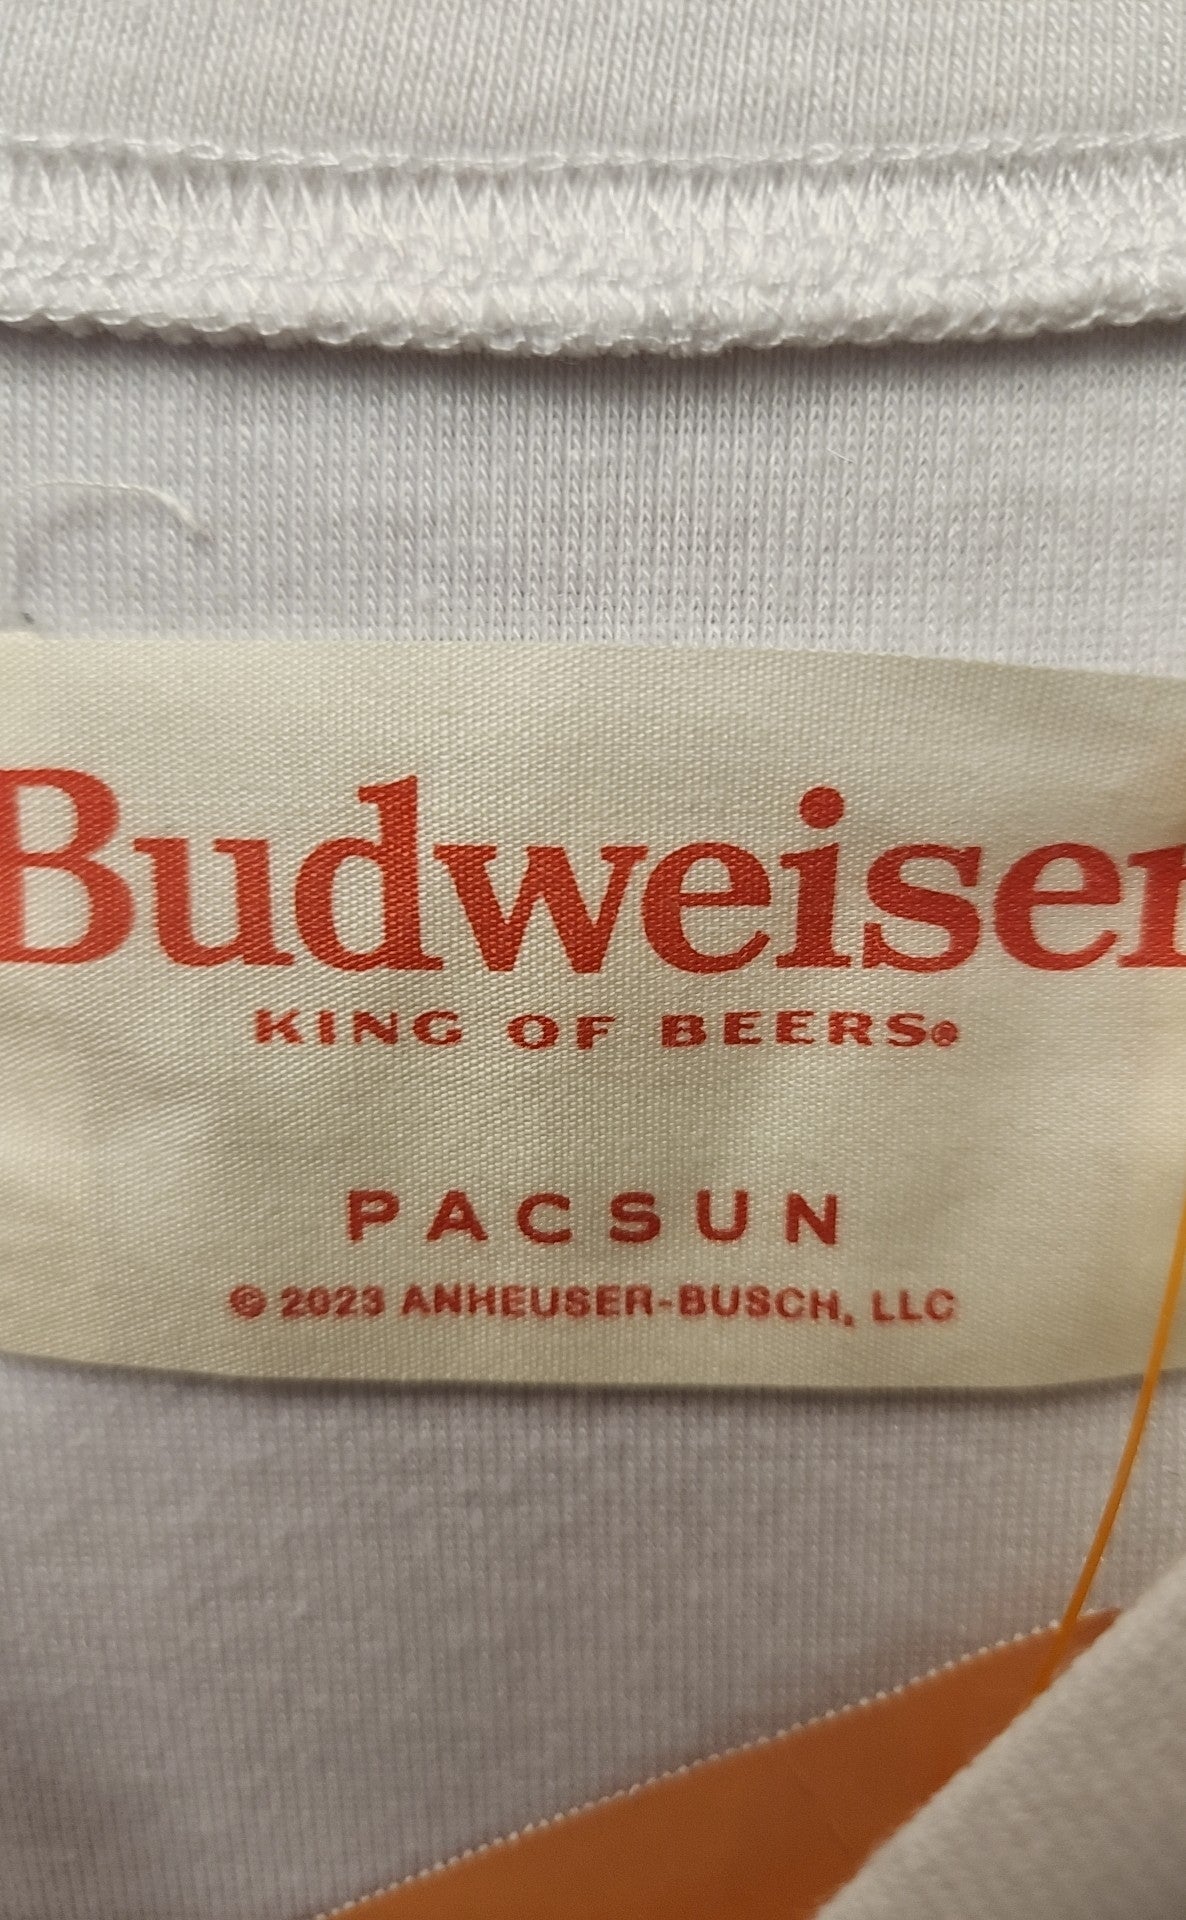 Budweiser
KING OF BEERS®
PACSUN
© 2023 ANHEUSER-BUSCH, LLC